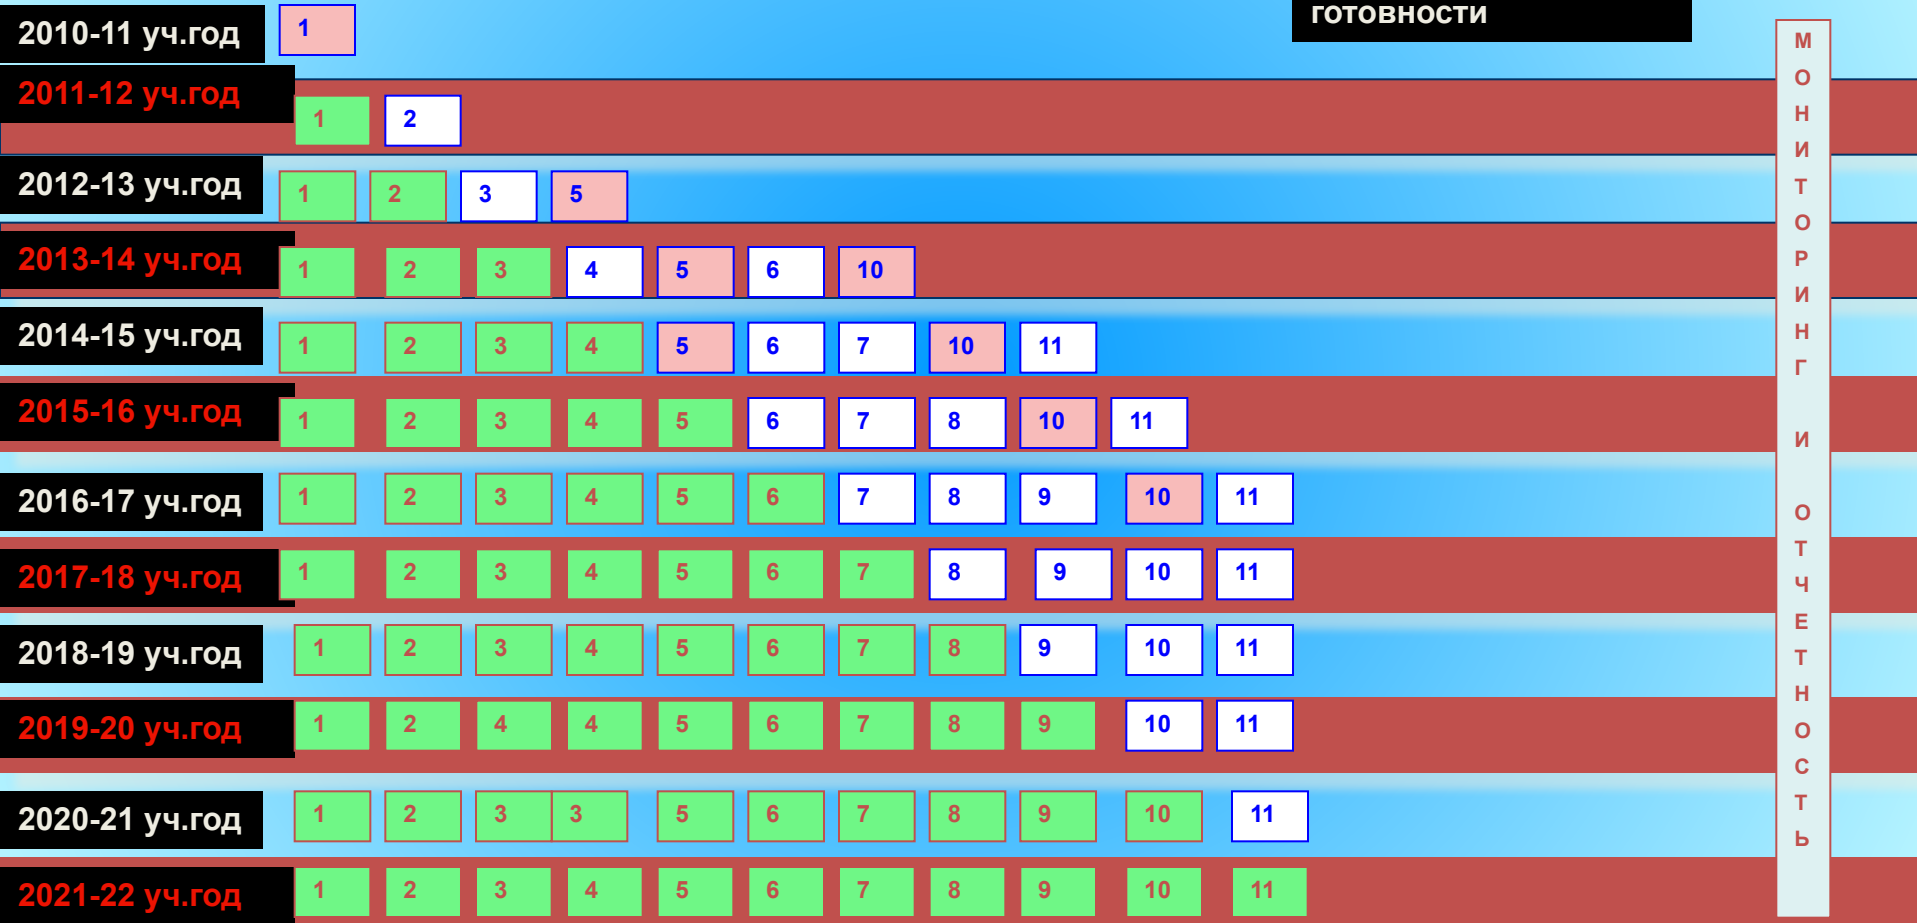 готовности
2010-11 уч.год 1
2011-12 уч.год 1 2
2012-13 уч.год 1 2 3 5
2013-14 уч.год 1 2 3 4 5 6 10
2014-15 уч.год 1 2 3 4 5 6 7 10 11
2015-16 уч.год 1 2 3 4 5 6 7 8 10 11
2016-17 уч.год 1 2 3 4 5 6 7 8 9 10 11
2017-18 уч.год 1 2 3 4 5 6 7 8 9 10 11
2018-19 уч.год 1 2 3 4 5 6 7 8 9 10 11
2019-20 уч.год 1 2 4 4 5 6 7 8 9 10 11
2020-21 уч.год 1 2 3 3 5 6 7 8 9 10 11
2021-22 уч.год 1 2 3 4 5 6 7 8 9 10 11
МОНИТОРИНГ И ОТЧЕТНОСТЬ